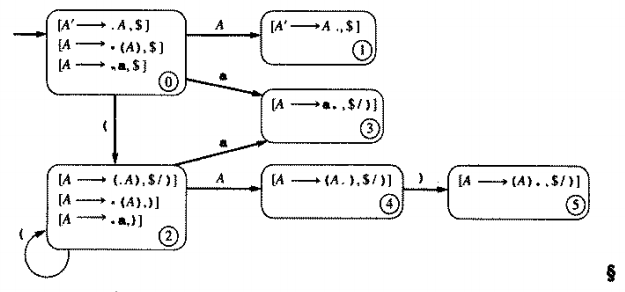 [A′ ⟶ .A,$]
[A ⟶ .(A),$]
[A ⟶ .a,$]
0
A
[A′ ⟶ A.,$]
1
a
[A ⟶ a.,$/)]
3
(
a
[A ⟶ (.A),$/)]
[A ⟶ .(A),)]
[A ⟶ .a,)]
2
A
[A ⟶ (A.),$/)]
4
)
[A ⟶ (A).,$/)]
5
(
§